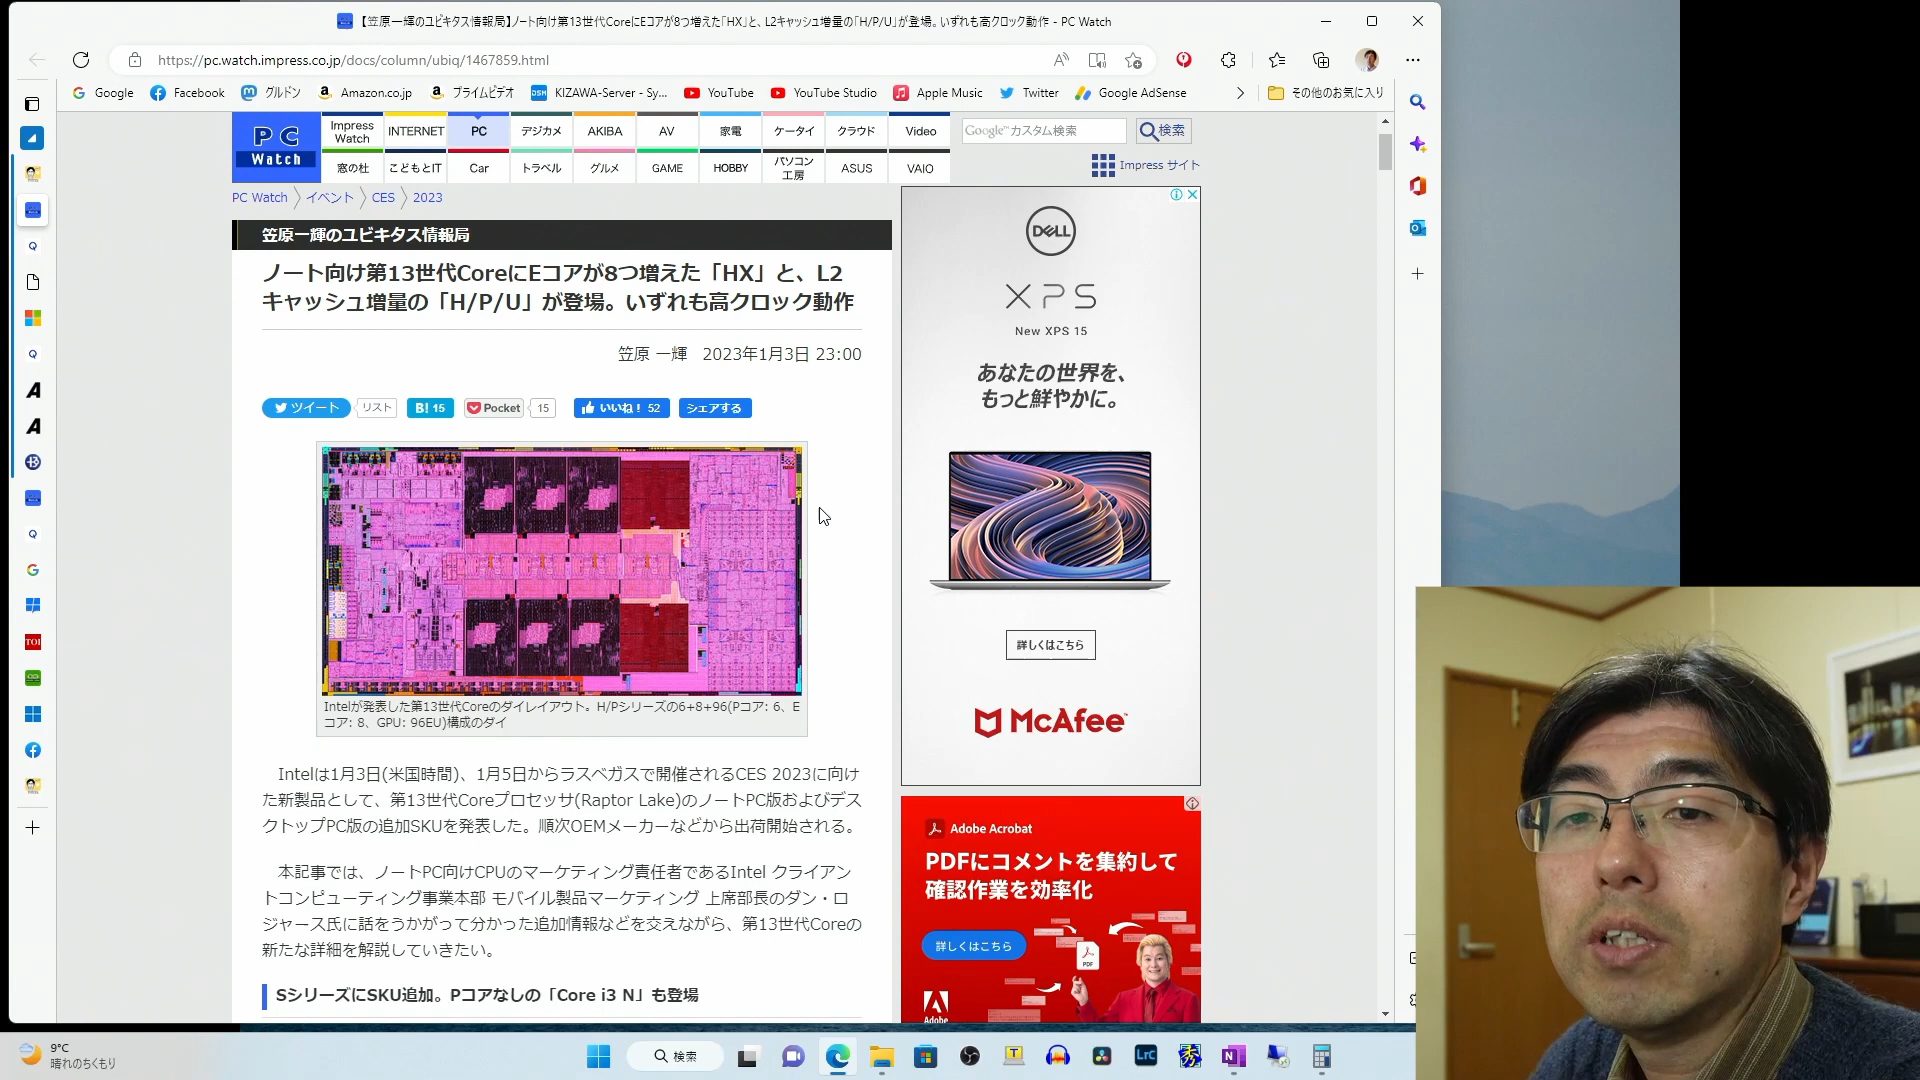 【笠原一輝のユビキタス情報局】ノート向け第13世代CoreにEコアが8つ増えた「HX」と、L2キャッシュ増量の「H/P/U」が登場。いずれも高クロック動作 - PC Watch
https://pc.watch.impress.co.jp/docs/column/ubiq/1467859.html
Google
Facebook
グルドン
Amazon.co.jp
プライムビデオ
KIZAWA-Server - Sy...
YouTube
YouTube Studio
Apple Music
Twitter
Google AdSense
その他のお気に入り
PC Watch
Impress Watch
INTERNET
PC
デジカメ
AKIBA
AV
家電
ケータイ
クラウド
Video
窓の杜
こどもとIT
Car
トラベル
グルメ
GAME
HOBBY
パソコン工房
ASUS
VAIO
Google™カスタム検索
検索
Impress サイト
PC Watch
イベント
CES
2023
笠原一輝のユビキタス情報局
ノート向け第13世代CoreにEコアが8つ増えた「HX」と、L2
キャッシュ増量の「H/P/U」が登場。いずれも高クロック動作
笠原 一輝 2023年1月3日 23:00
ツイート
リスト
B! 15
Pocket
15
いいね！ 52
シェアする
Intelが発表した第13世代Coreのダイレイアウト。H/Pシリーズの6+8+96(Pコア: 6、E
コア: 8、GPU: 96EU)構成のダイ
Intelは1月3日(米国時間)、1月5日からラスベガスで開催されるCES 2023に向け
た新製品として、第13世代Coreプロセッサ(Raptor Lake)のノートPC版およびデス
クトップPC版の追加SKUを発表した。順次OEMメーカーなどから出荷開始される。
本記事では、ノートPC向けCPUのマーケティング責任者であるIntel クライアン
トコンピューティング事業本部 モバイル製品マーケティング 上席部長のダン・ロ
ジャース氏に話をうかがって分かった追加情報などを交えながら、第13世代Coreの
新たな詳細を解説していきたい。
SシリーズにSKU追加。Pコアなしの「Core i3 N」も登場
DELL
XPS
New XPS 15
あなたの世界を、
もっと鮮やかに。
詳しくはこちら
McAfee
Adobe Acrobat
PDFにコメントを集約して
確認作業を効率化
詳しくはこちら
PDF
Adobe
TOI
9°C
晴れのちくもり
検索
LrC
秀